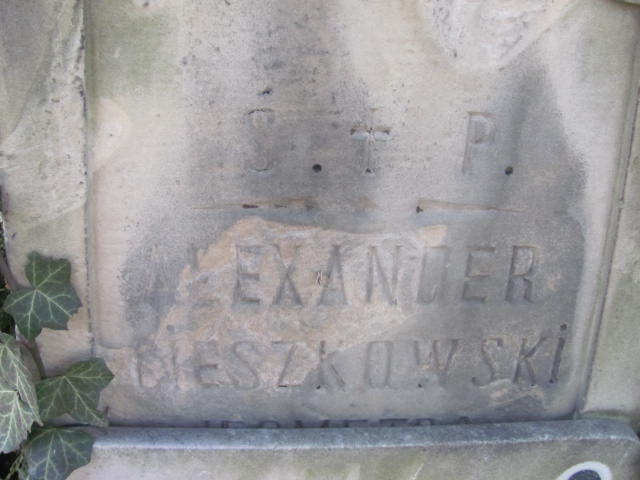 Ś. † P.
ALEXANDER
CIESZKOWSKI